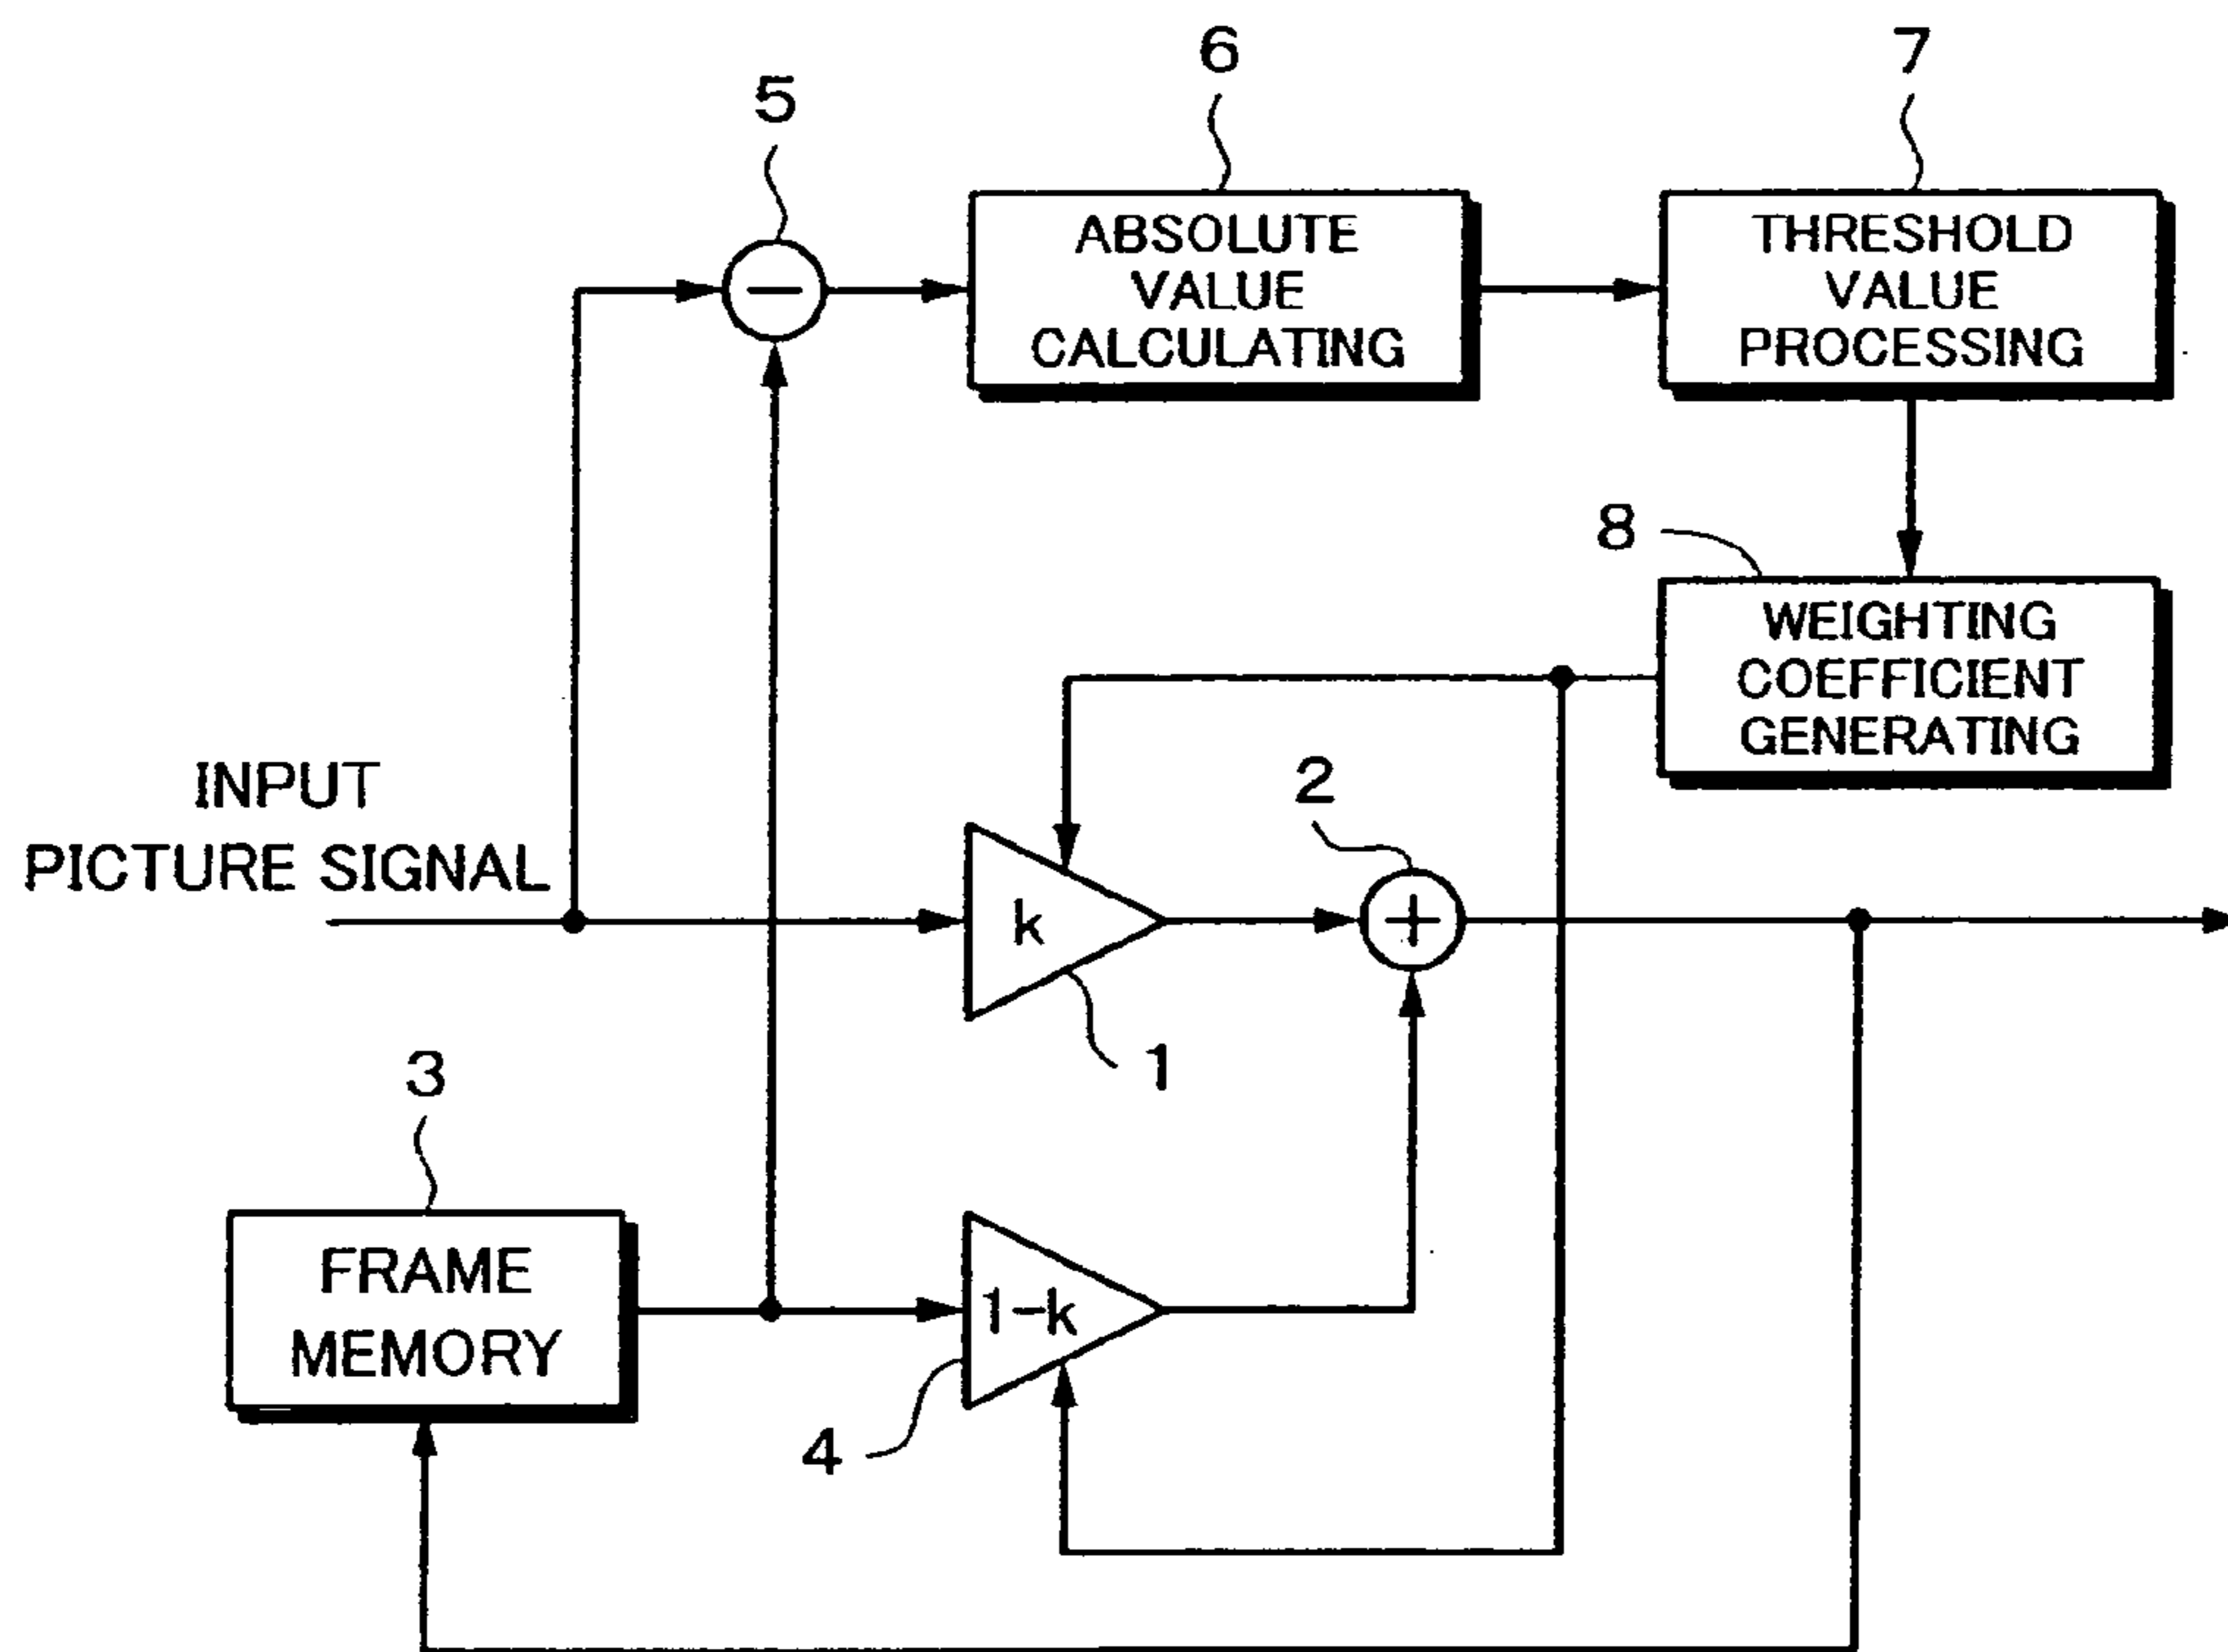 6
7
5
ABSOLUTE
VALUE
CALCULATING
THRESHOLD
VALUE
PROCESSING
8
WEIGHTING
COEFFICIENT
GENERATING
INPUT
PICTURE SIGNAL
2
k
+
1
3
FRAME
MEMORY
1-k
4